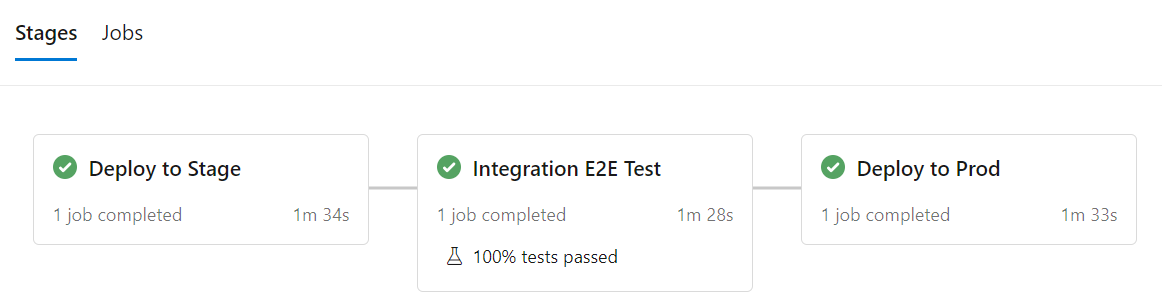 Stages Jobs
Deploy to Stage
1 job completed 1m 34s
Integration E2E Test
1 job completed 1m 28s
100% tests passed
Deploy to Prod
1 job completed 1m 33s